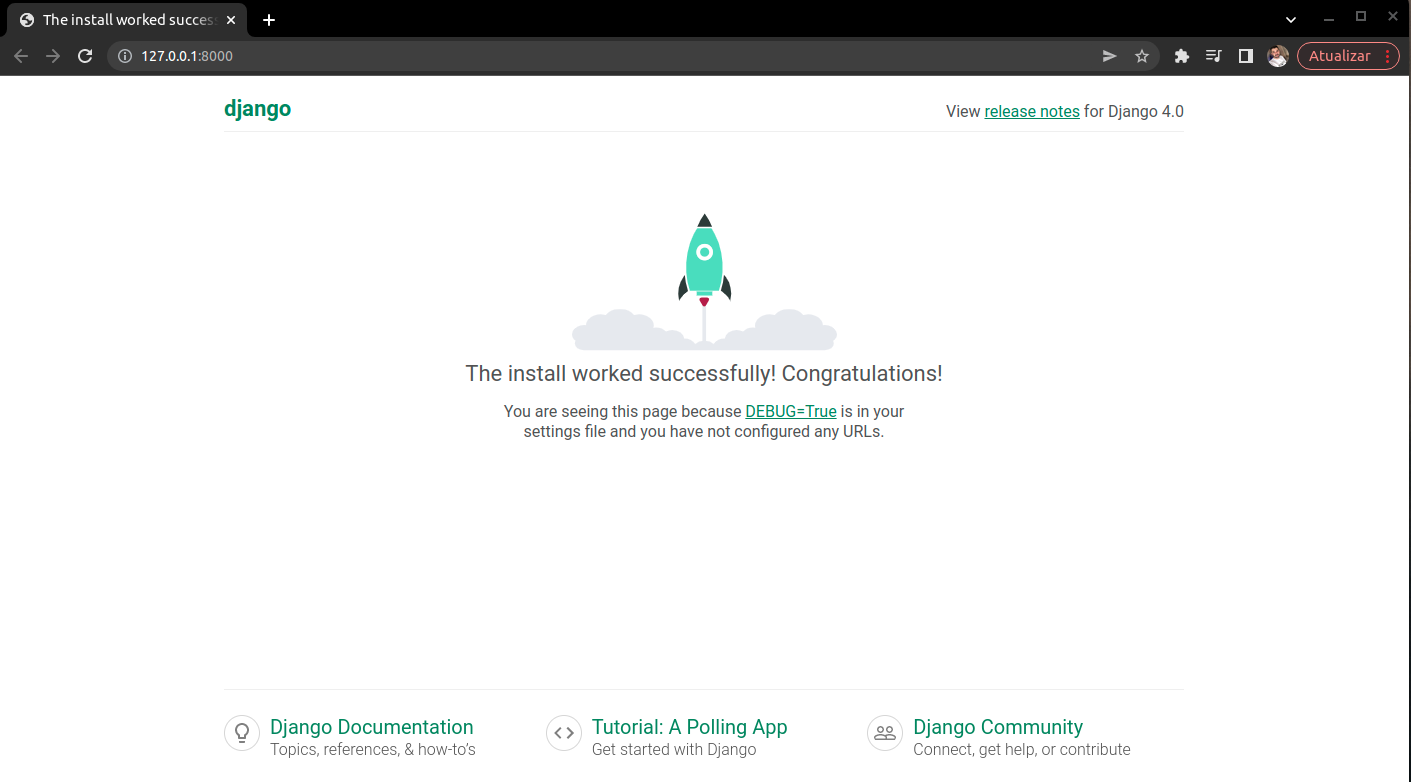 The install worked succes
127.0.0.1:8000
Atualizar
django
View release notes for Django 4.0
The install worked successfully! Congratulations!
You are seeing this page because DEBUG=True is in your
settings file and you have not configured any URLs.
Django Documentation
Topics, references, & how-to's
Tutorial: A Polling App
Get started with Django
Django Community
Connect, get help, or contribute